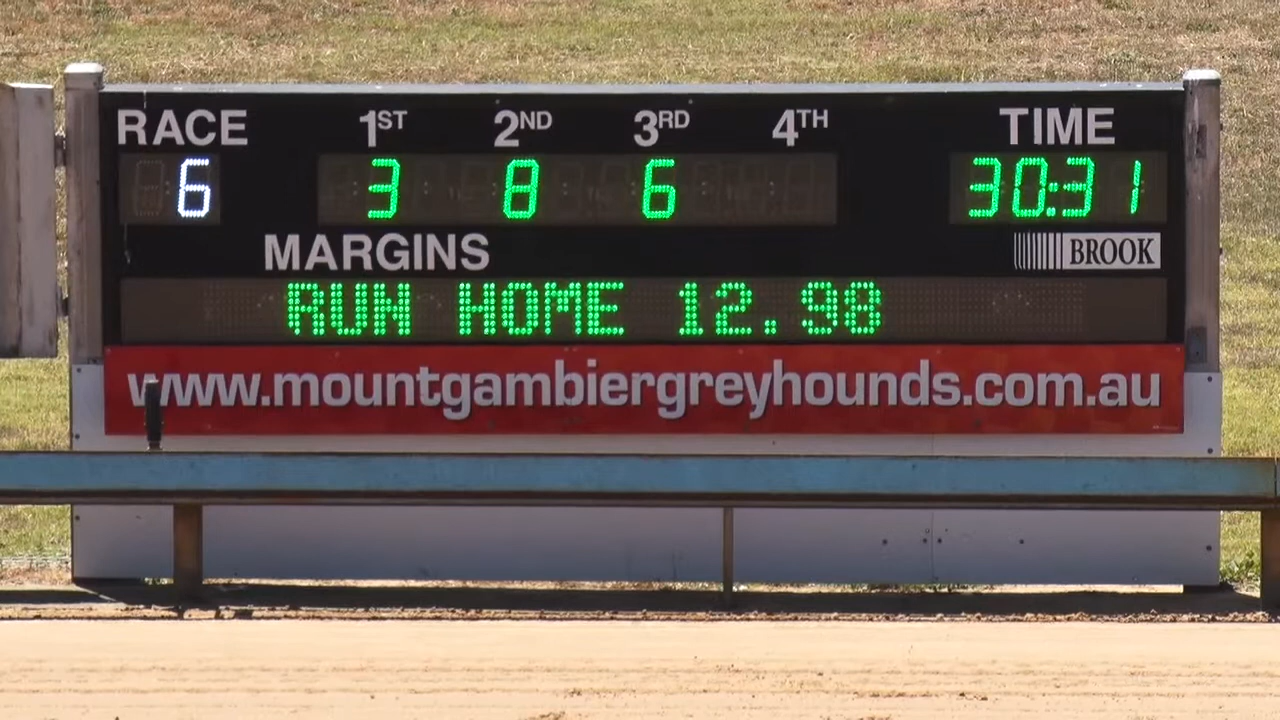 RACE 1ST 2ND 3RD 4TH TIME
6 3 8 6 30:31
MARGINS BROOK
RUN HOME 12.98
www.mountgambiergreyhounds.com.au